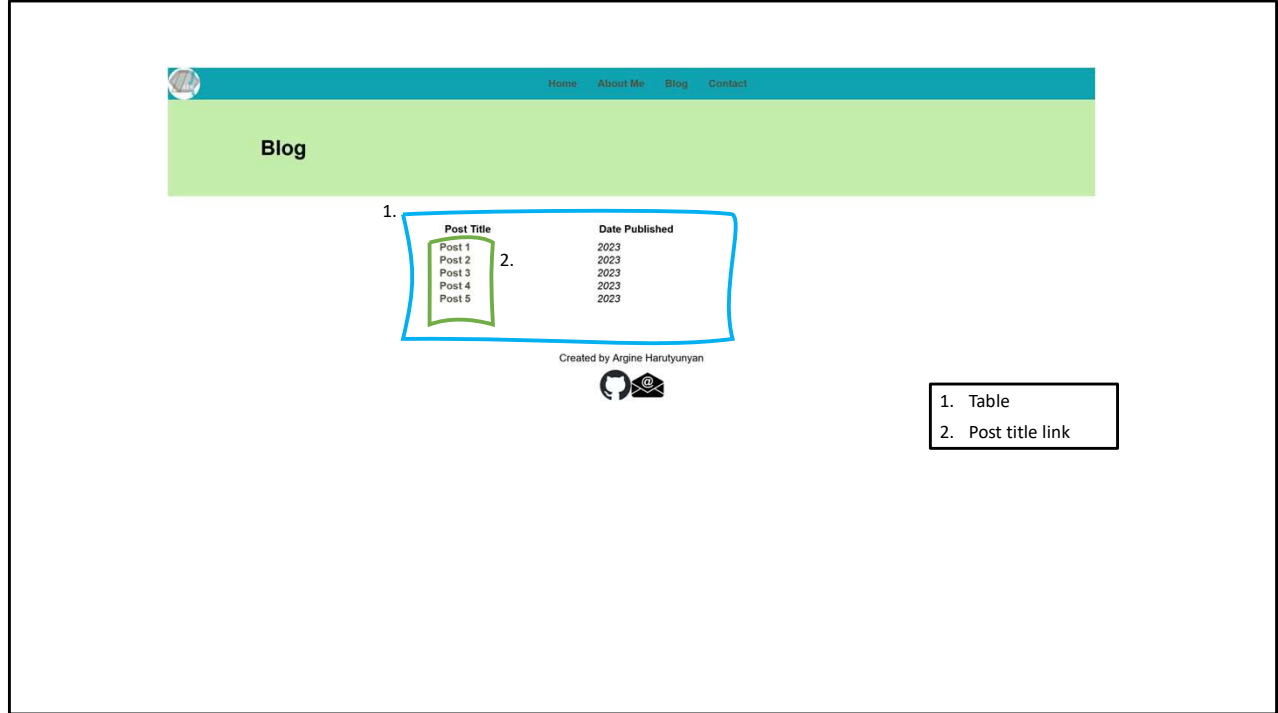 Home About Me Blog Contact
Blog
1.
Post Title Date Published
Post 1 2023
Post 2 2023
2.
Post 3 2023
Post 4 2023
Post 5 2023
Created by Argine Harutyunyan
@
1. Table
2. Post title link